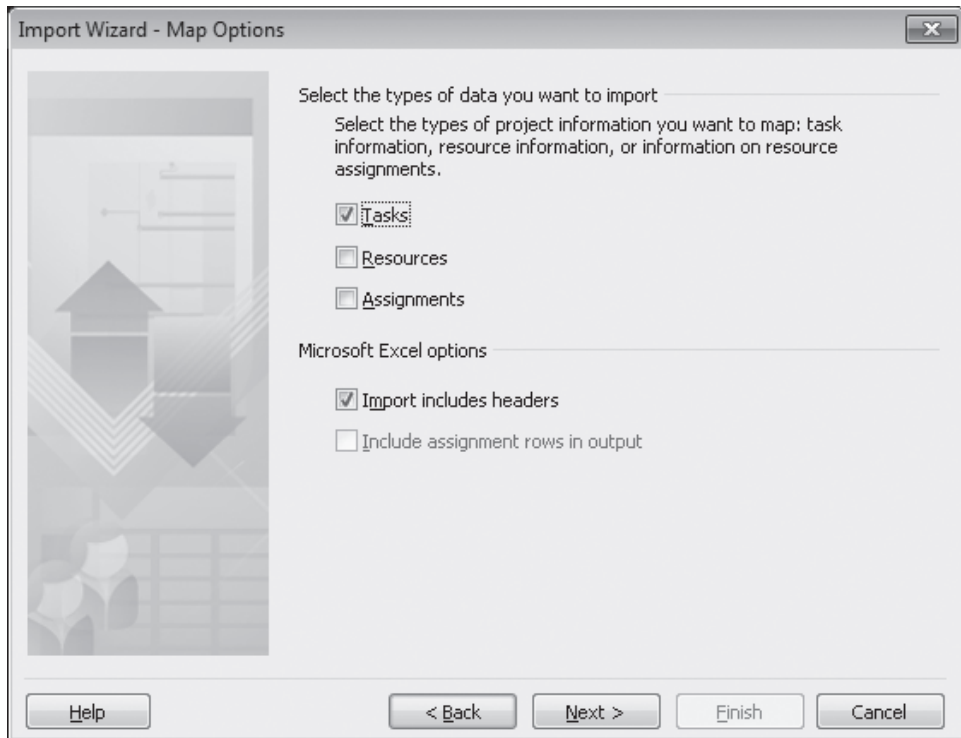 Import Wizard - Map Options
Select the types of data you want to import
Select the types of project information you want to map: task
information, resource information, or information on resource
assignments.
Tasks
Resources
Assignments
Microsoft Excel options
Import includes headers
Include assignment rows in output
Help
< Back
Next >
Finish
Cancel